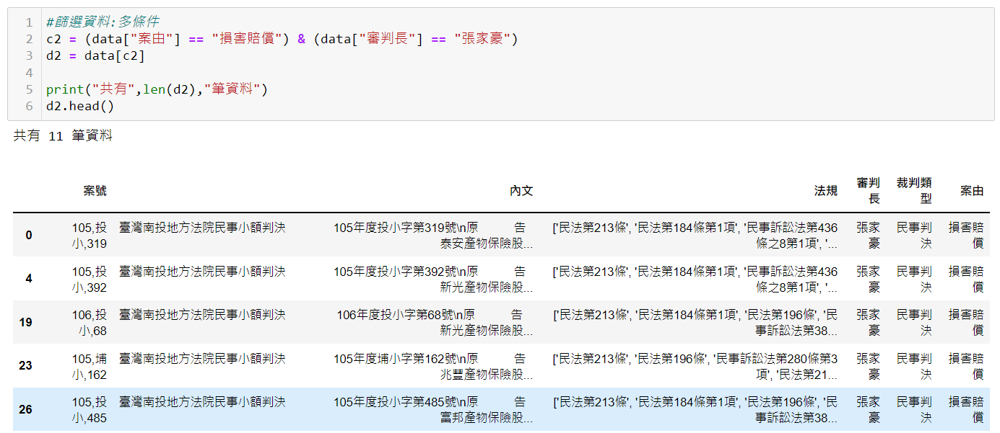 1 #篩選資料:多條件
2 c2 = (data["案由"] == "損害賠償") & (data["審判長"] == "張家豪")
3 d2 = data[c2]
4
5 print("共有",len(d2),"筆資料")
6 d2.head()
共有 11 筆資料
案號 內文 法規 審判長 裁判類型 案由
0 105,投小,319 臺灣南投地方法院民事小額判決 105年度投小字第319號\n原 告 泰安產物保險股... ['民法第213條', '民法第184條第1項', '民事訴訟法第436條之8第1項', '... 張家豪 民事判決 損害賠償
4 105,投小,392 臺灣南投地方法院民事小額判決 105年度投小字第392號\n原 告 新光產物保險股... ['民法第213條', '民法第184條第1項', '民事訴訟法第436條之8第1項', '... 張家豪 民事判決 損害賠償
19 106,投小,68 臺灣南投地方法院民事小額判決 106年度投小字第68號\n原 告 新光產物保險股... ['民法第213條', '民法第184條第1項', '民法第196條', '民事訴訟法第38... 張家豪 民事判決 損害賠償
23 105,埔小,162 臺灣南投地方法院民事小額判決 105年度埔小字第162號\n原 告 兆豐產物保險股... ['民法第213條', '民法第196條', '民事訴訟法第280條第3項', '民法第21... 張家豪 民事判決 損害賠償
26 105,投小,485 臺灣南投地方法院民事小額判決 105年度投小字第485號\n原 告 富邦產物保險股... ['民法第213條', '民法第184條第1項', '民法第196條', '民事訴訟法第38... 張家豪 民事判決 損害賠償